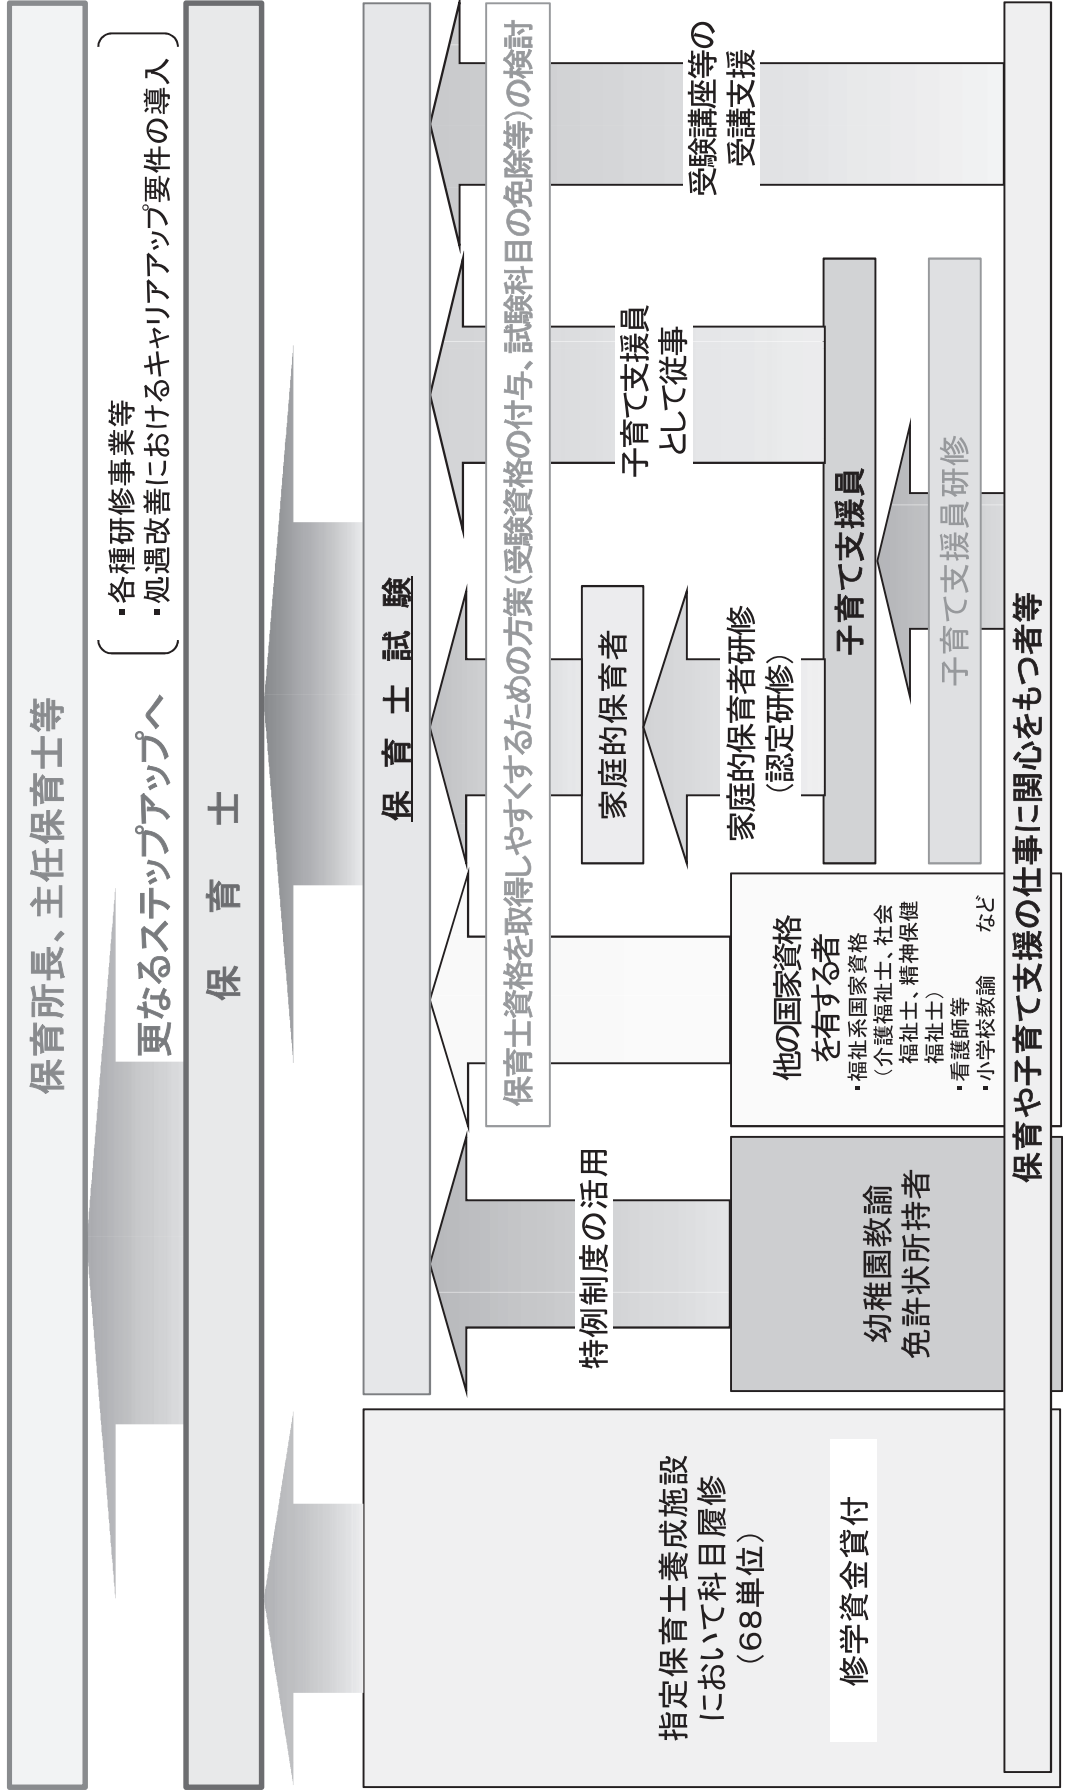 保育所長、主任保育士等
更なるステップアップへ
・各種研修事業等
・処遇改善におけるキャリアアップ要件の導入
保 育 士
保 育 士 試 験
保育士資格を取得しやすくするための方策(受験資格の付与、試験科目の免除等)の検討
指定保育士養成施設
において科目履修
(68単位)
修学資金貸付
特例制度の活用
幼稚園教諭
免許状所持者
他の国家資格
を有する者
・福祉系国家資格
(介護福祉士、社会
福祉士、精神保健
福祉士)
・看護師等
・小学校教諭 など
家庭的保育者
家庭的保育者研修
(認定研修)
子育て支援員
として従事
子育て支援員
子育て支援員研修
受験講座等の
受講支援
保育や子育て支援の仕事に関心をもつ者等